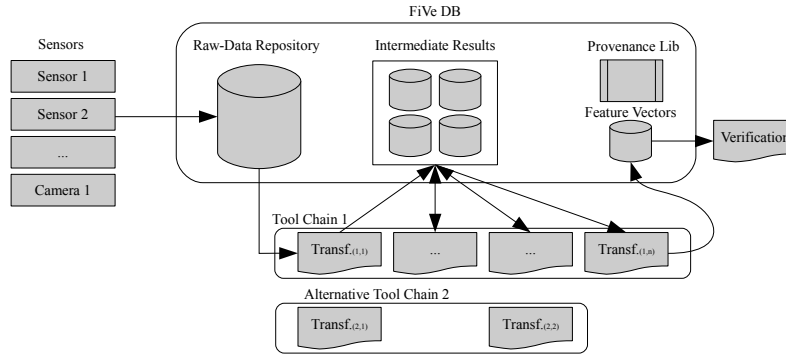 FiVe DB
Sensors
Sensor 1
Sensor 2
...
Camera 1
Raw-Data Repository
Intermediate Results
Provenance Lib
Feature Vectors
Verification
Tool Chain 1
Transf.(1,1)
...
...
Transf.(1,n)
Alternative Tool Chain 2
Transf.(2,1)
Transf.(2,2)